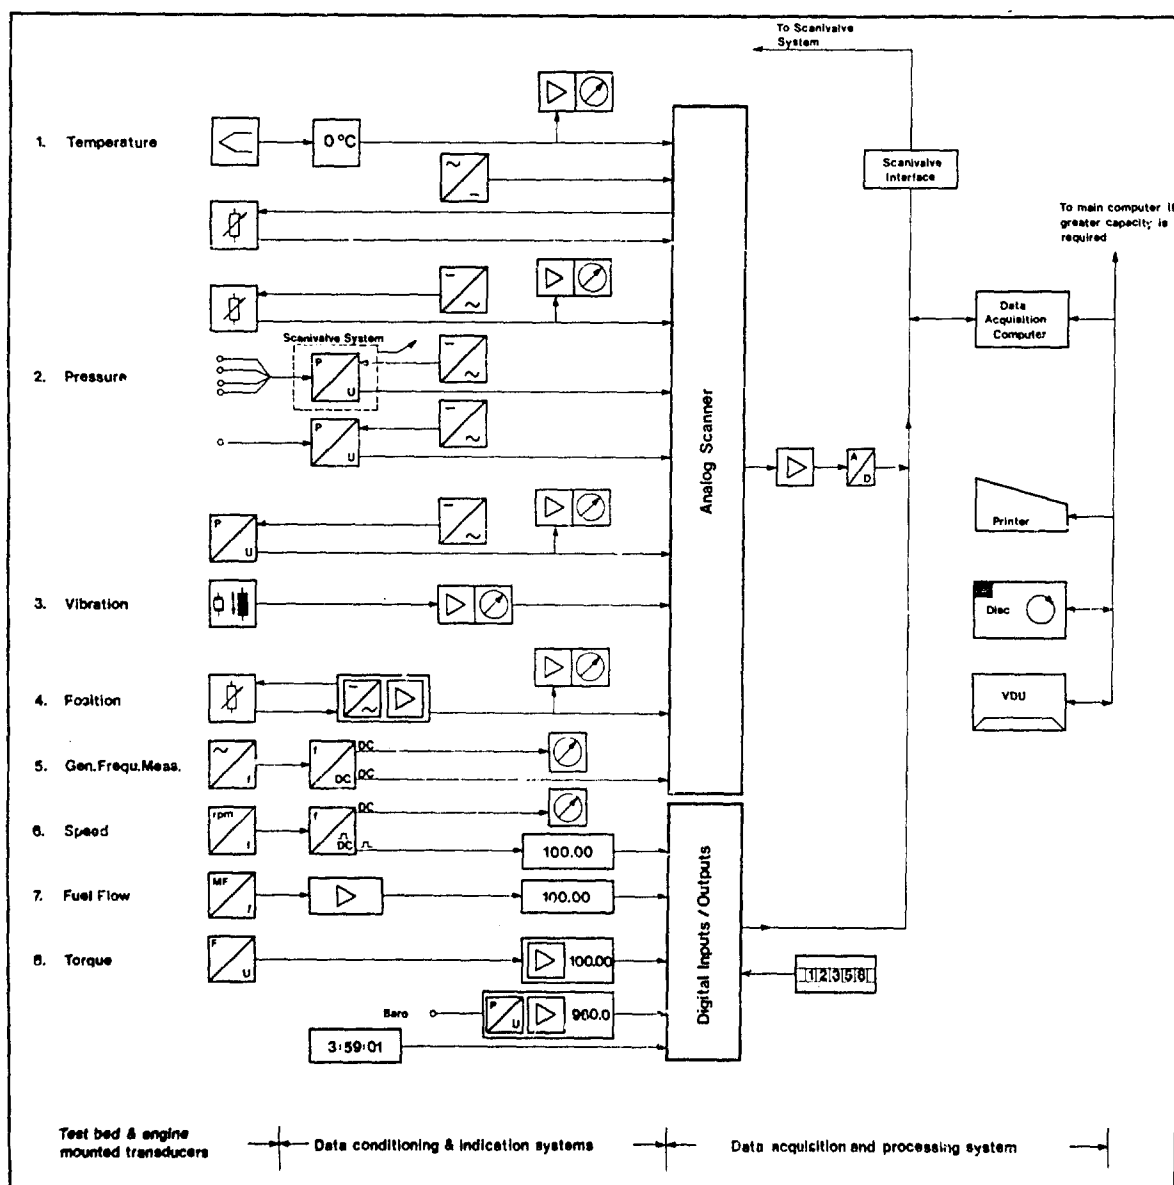 To Scanivalve
System
1. Temperature
0°C
Scanivalve
Interface
To main computer if
greater capacity is
required
Data
Acquisition
Computer
Scanivalve System
2. Pressure
P
U
P
U
Analog Scanner
A
D
Printer
P
U
3. Vibration
Disc
4. Position
VDU
5. Gen.Frequ.Meas.
f
f
DC
DC
DC
6. Speed
rpm
f
f
DC
DC
100.00
7. Fuel Flow
MF
f
100.00
8. Torque
F
U
100.00
Digital Inputs / Outputs
12356
Baro
P
U
960.0
3:59:01
Test bed & engine
mounted transducers
Data conditioning & indication systems
Data acquisition and processing system